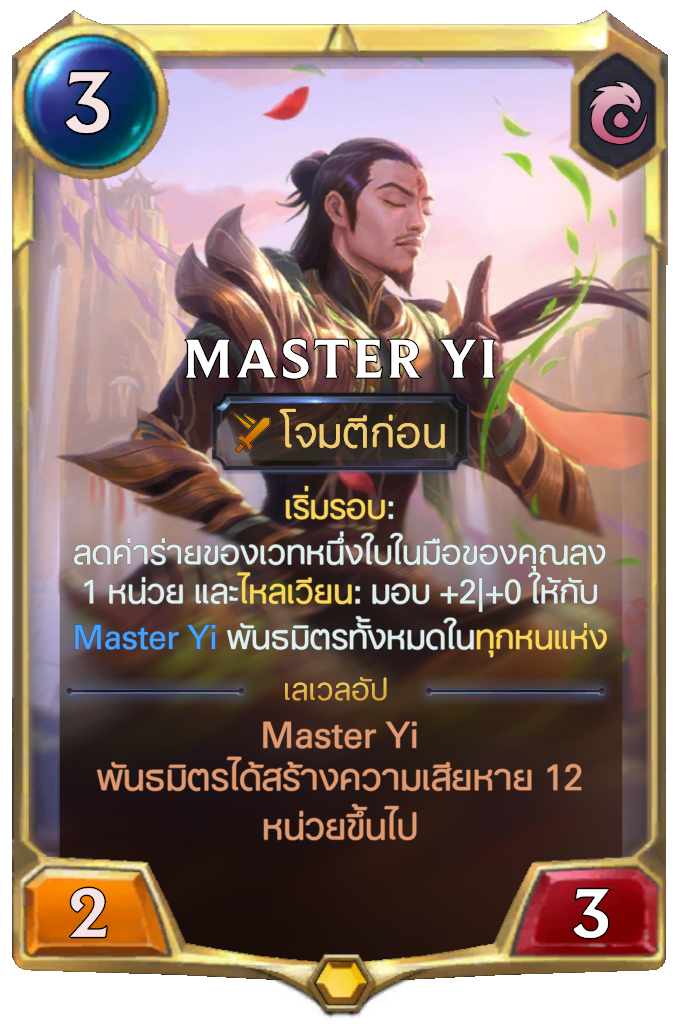 3
MASTER YI
โจมตีก่อน
เริ่มรอบ:
ลดค่าร่ายของเวทหนึ่งใบในมือของคุณลง
1 หน่วย และไหลเวียน: มอบ +2|+0 ให้กับ
Master Yi พันธมิตรทั้งหมดในทุกหนแห่ง
เลเวลอัป
Master Yi
พันธมิตรได้สร้างความเสียหาย 12
หน่วยขึ้นไป
2
3